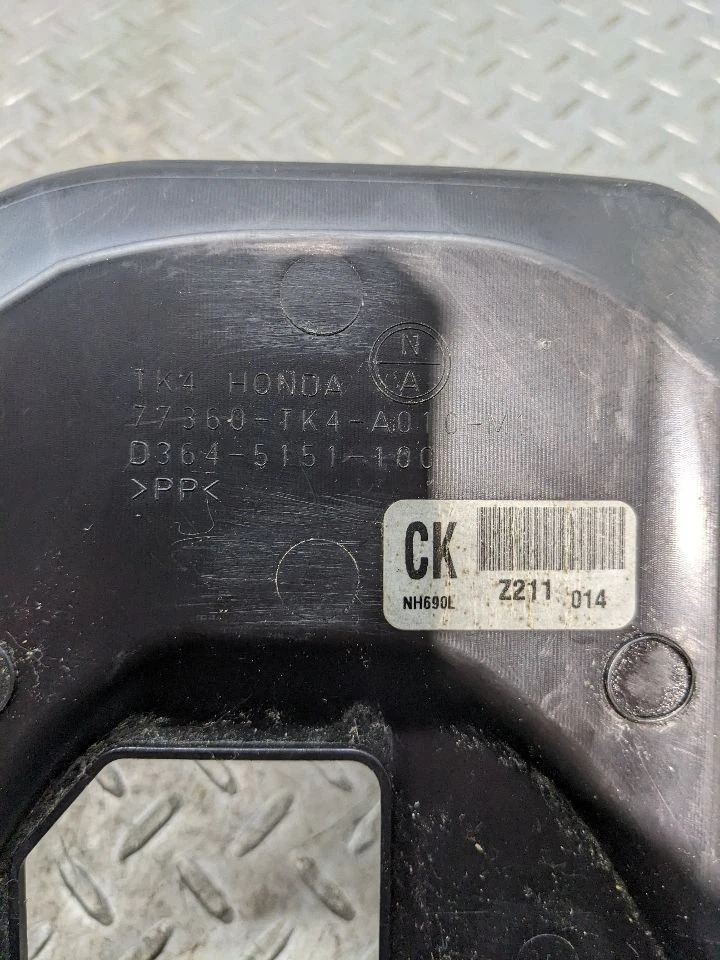 N
TK4 HONDA A
77360-TK4-A010-
D364-5151-100
>PP<
CK
NH690L Z211 014